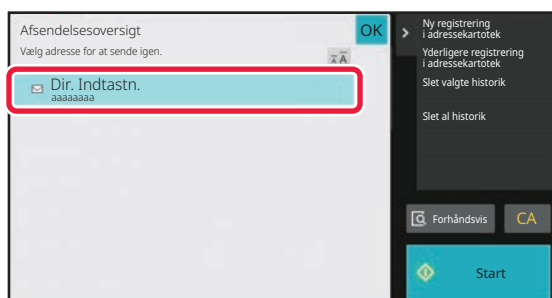 Afsendelsesoversigt
OK
Vælg adresse for at sende igen.
Dir. Indtastn.
aaaaaaaa
Ny registrering
i adressekartotek
Yderligere registrering
i adressekartotek
Slet valgte historik
Slet al historik
Forhåndsvis
CA
Start